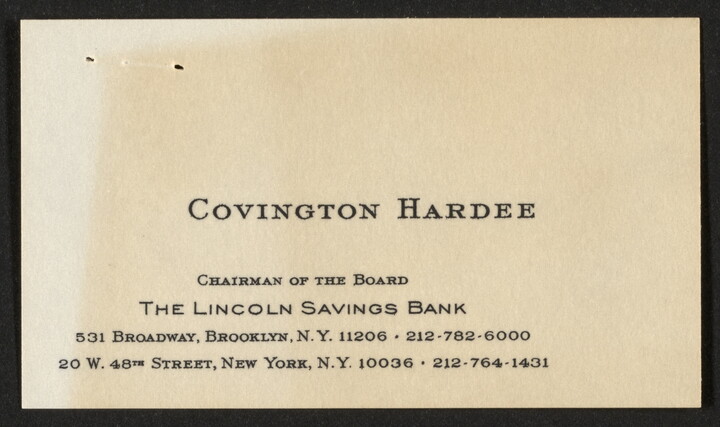 Covington Hardee
Chairman of the Board
The Lincoln Savings Bank
531 Broadway, Brooklyn, N.Y. 11206 · 212-782-6000
20 W. 48TH Street, New York, N.Y. 10036 · 212-764-1431